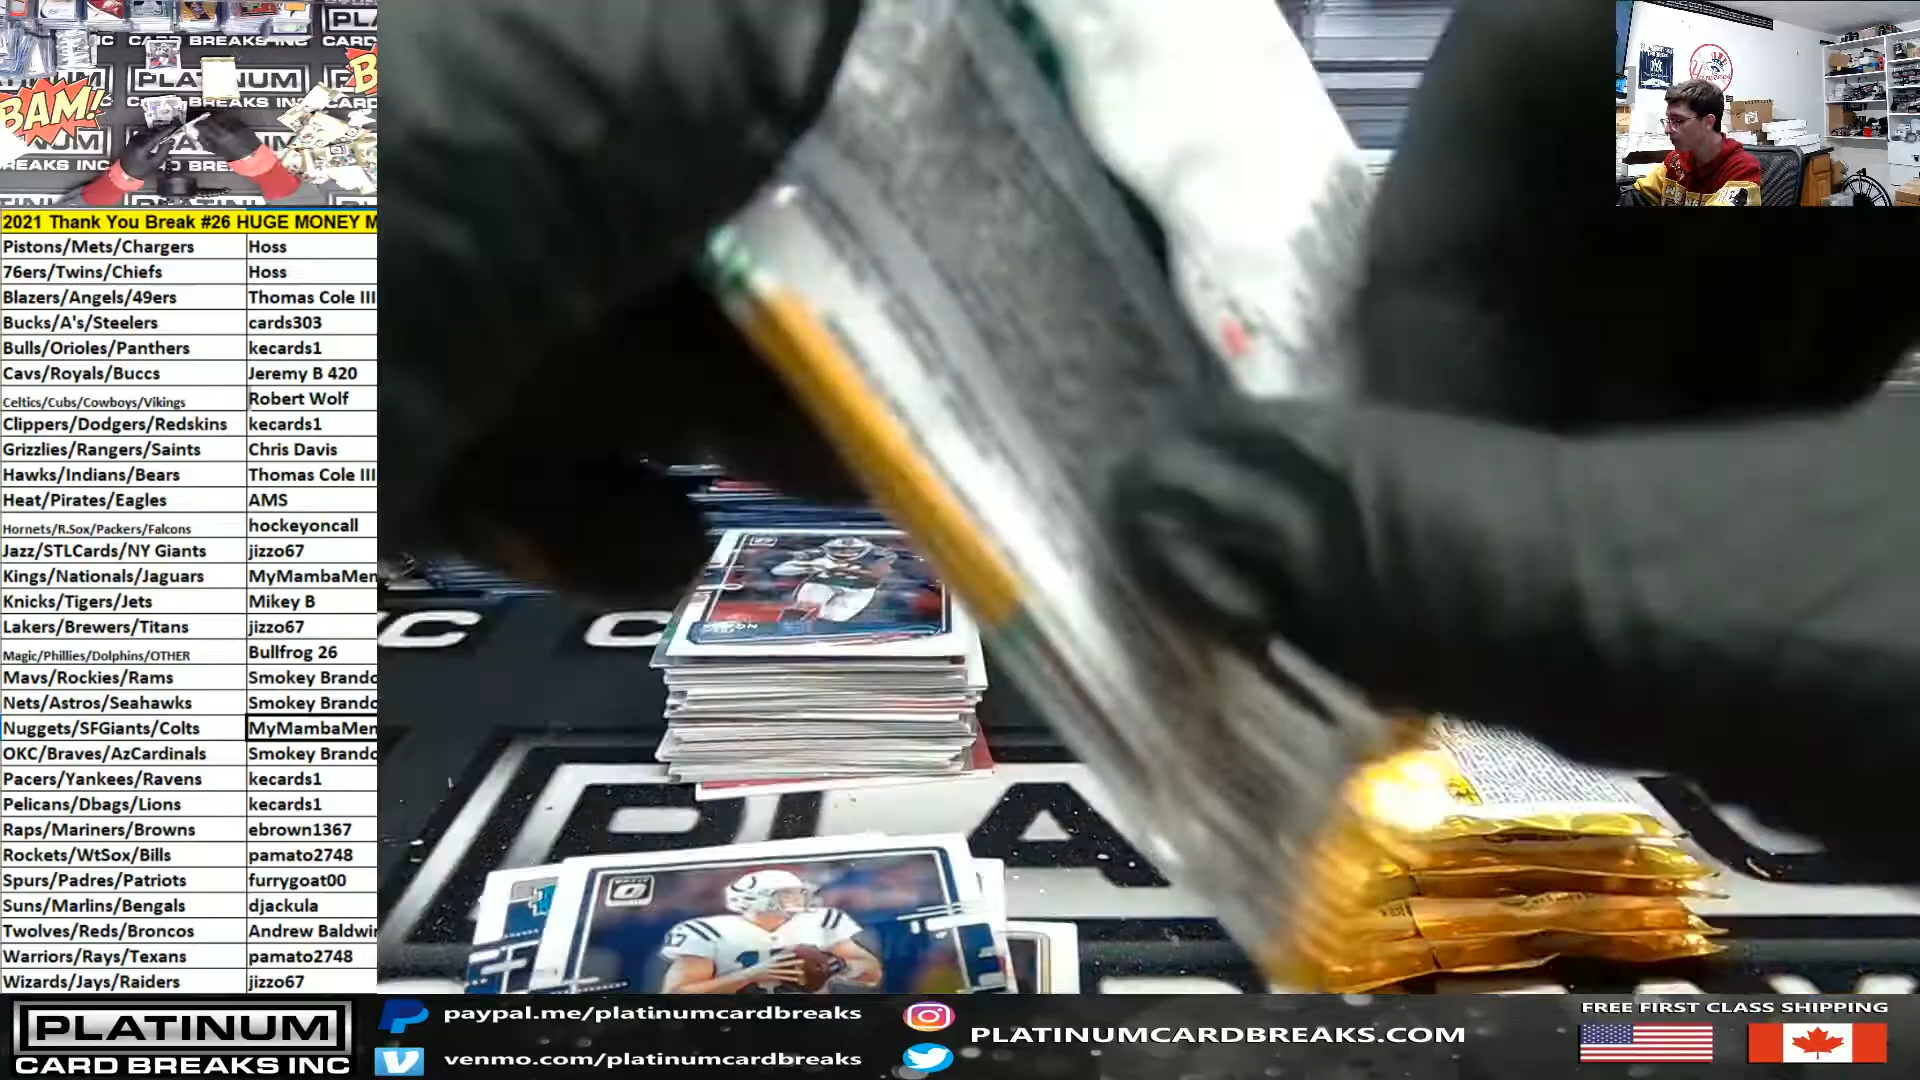 PLATINUM
CARD BREAKS INC
BAM!
2021 Thank You Break #26 HUGE MONEY M
Pistons/Mets/Chargers Hoss
76ers/Twins/Chiefs Hoss
Blazers/Angels/49ers Thomas Cole III
Bucks/A's/Steelers cards303
Bulls/Orioles/Panthers kecards1
Cavs/Royals/Buccs Jeremy B 420
Celtics/Cubs/Cowboys/Vikings Robert Wolf
Clippers/Dodgers/Redskins kecards1
Grizzlies/Rangers/Saints Chris Davis
Hawks/Indians/Bears Thomas Cole III
Heat/Pirates/Eagles AMS
Hornets/R.Sox/Packers/Falcons hockeyoncall
Jazz/STLCards/NY Giants jizzo67
Kings/Nationals/Jaguars MyMambaMen
Knicks/Tigers/Jets Mikey B
Lakers/Brewers/Titans jizzo67
Magic/Phillies/Dolphins/OTHER Bullfrog 26
Mavs/Rockies/Rams Smokey Brando
Nets/Astros/Seahawks Smokey Brando
Nuggets/SFGiants/Colts MyMambaMen
OKC/Braves/AzCardinals Smokey Brando
Pacers/Yankees/Ravens kecards1
Pelicans/Dbags/Lions kecards1
Raps/Mariners/Browns ebrown1367
Rockets/WtSox/Bills pamato2748
Spurs/Padres/Patriots furrygoat00
Suns/Marlins/Bengals djackula
Twolves/Reds/Broncos Andrew Baldwin
Warriors/Rays/Texans pamato2748
Wizards/Jays/Raiders jizzo67
PLATINUM
CARD BREAKS INC
paypal.me/platinumcardbreaks
venmo.com/platinumcardbreaks
PLATINUMCARDBREAKS.COM
FREE FIRST CLASS SHIPPING